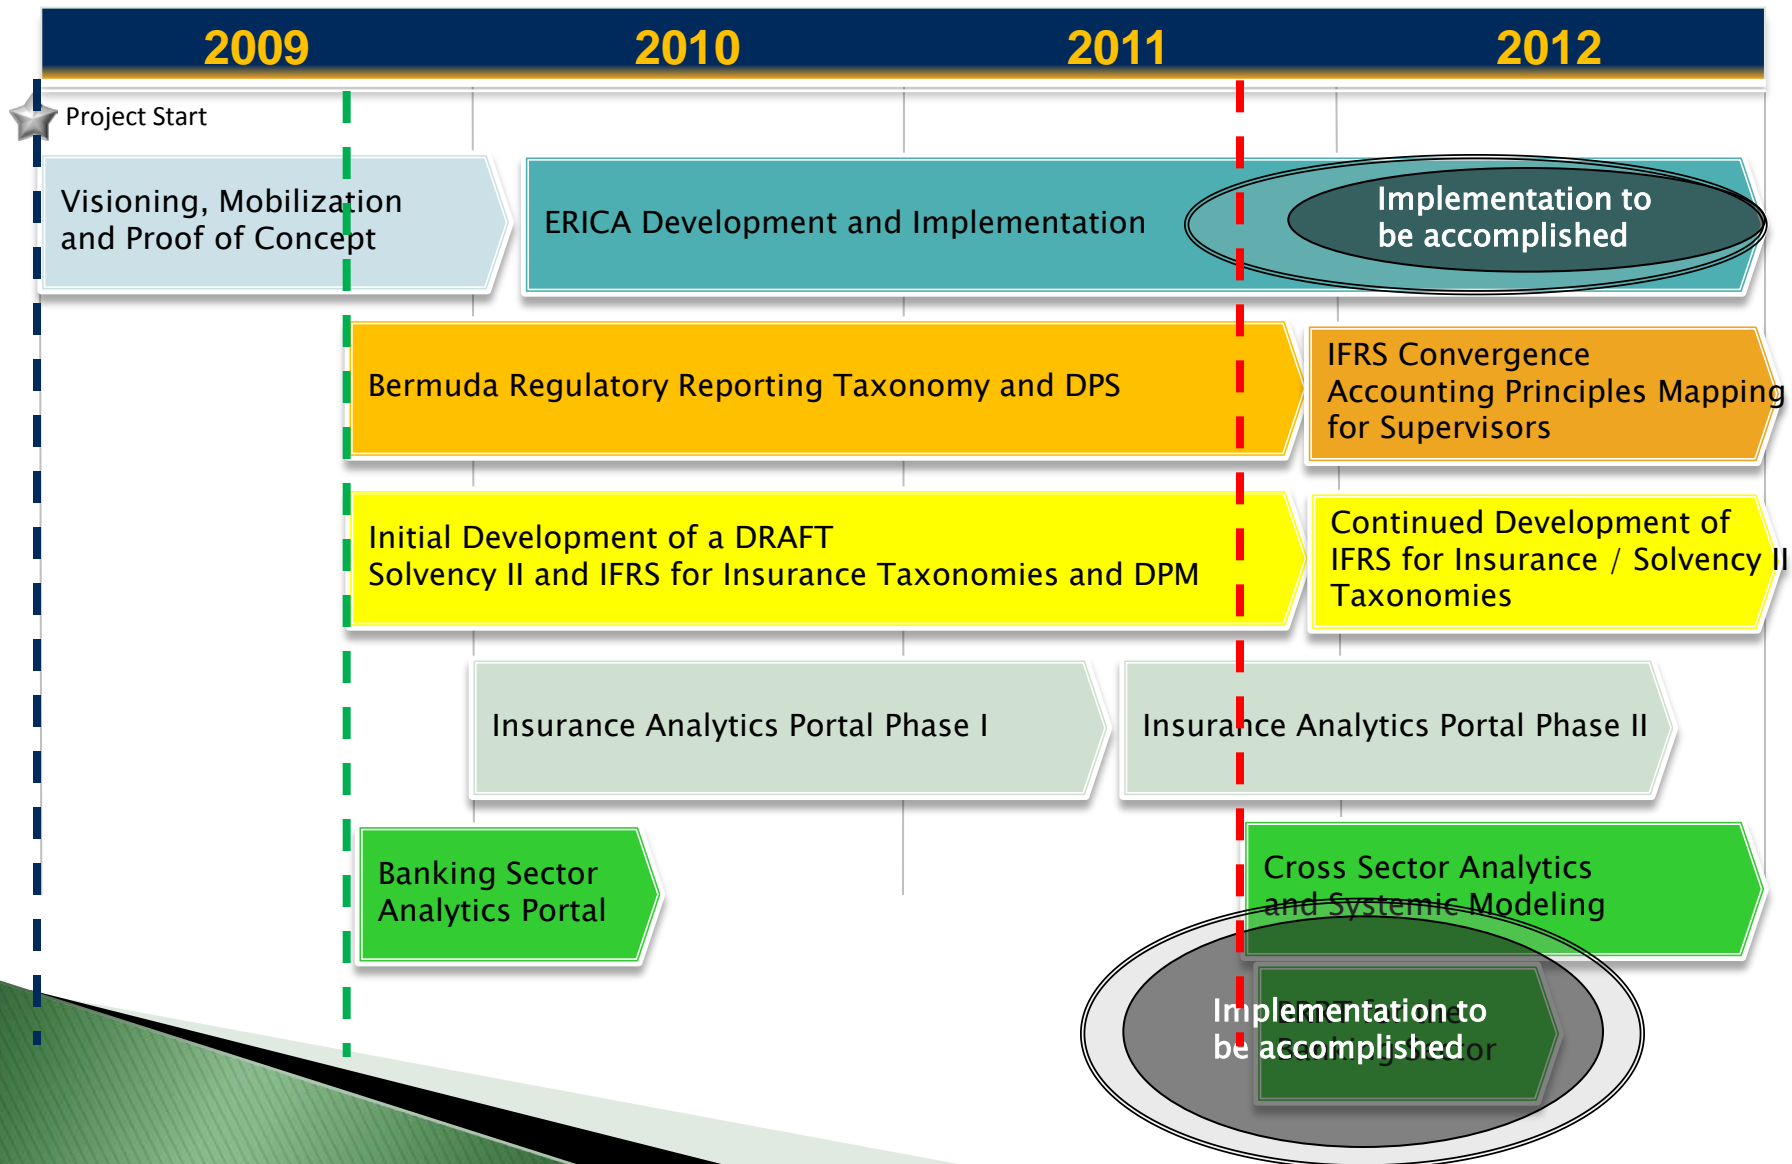 2009 2010 2011 2012
Project Start
Visioning, Mobilization
and Proof of Concept
ERICA Development and Implementation
Implementation to
be accomplished
Bermuda Regulatory Reporting Taxonomy and DPS
IFRS Convergence
Accounting Principles Mapping
for Supervisors
Initial Development of a DRAFT
Solvency II and IFRS for Insurance Taxonomies and DPM
Continued Development of
IFRS for Insurance / Solvency II
Taxonomies
Insurance Analytics Portal Phase I
Insurance Analytics Portal Phase II
Banking Sector
Analytics Portal
Cross Sector Analytics
and Systemic Modeling
Implementation to
be accomplished
for the
Banking Sector